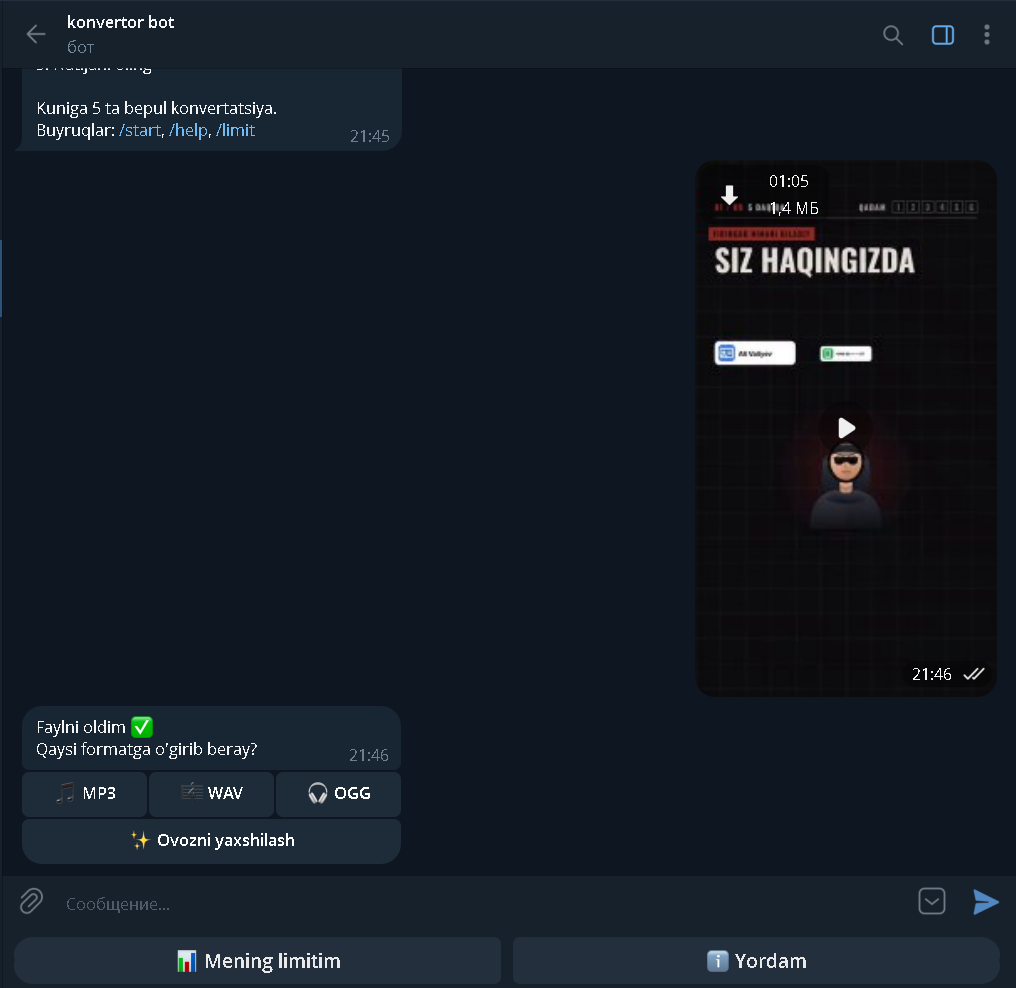 konvertor bot
бот
Kuniga 5 ta bepul konvertatsiya.
Buyruqlar: /start, /help, /limit
21:45
01:05
1,4 МБ
QADAM 1 2 3 4 5 6
SIZ HAQINGIZDA
Ali Valiyev
21:46
Faylni oldim ✅
Qaysi formatga o'girib beray?
21:46
MP3
WAV
OGG
Ovozni yaxshilash
Сообщение...
Mening limitim
Yordam